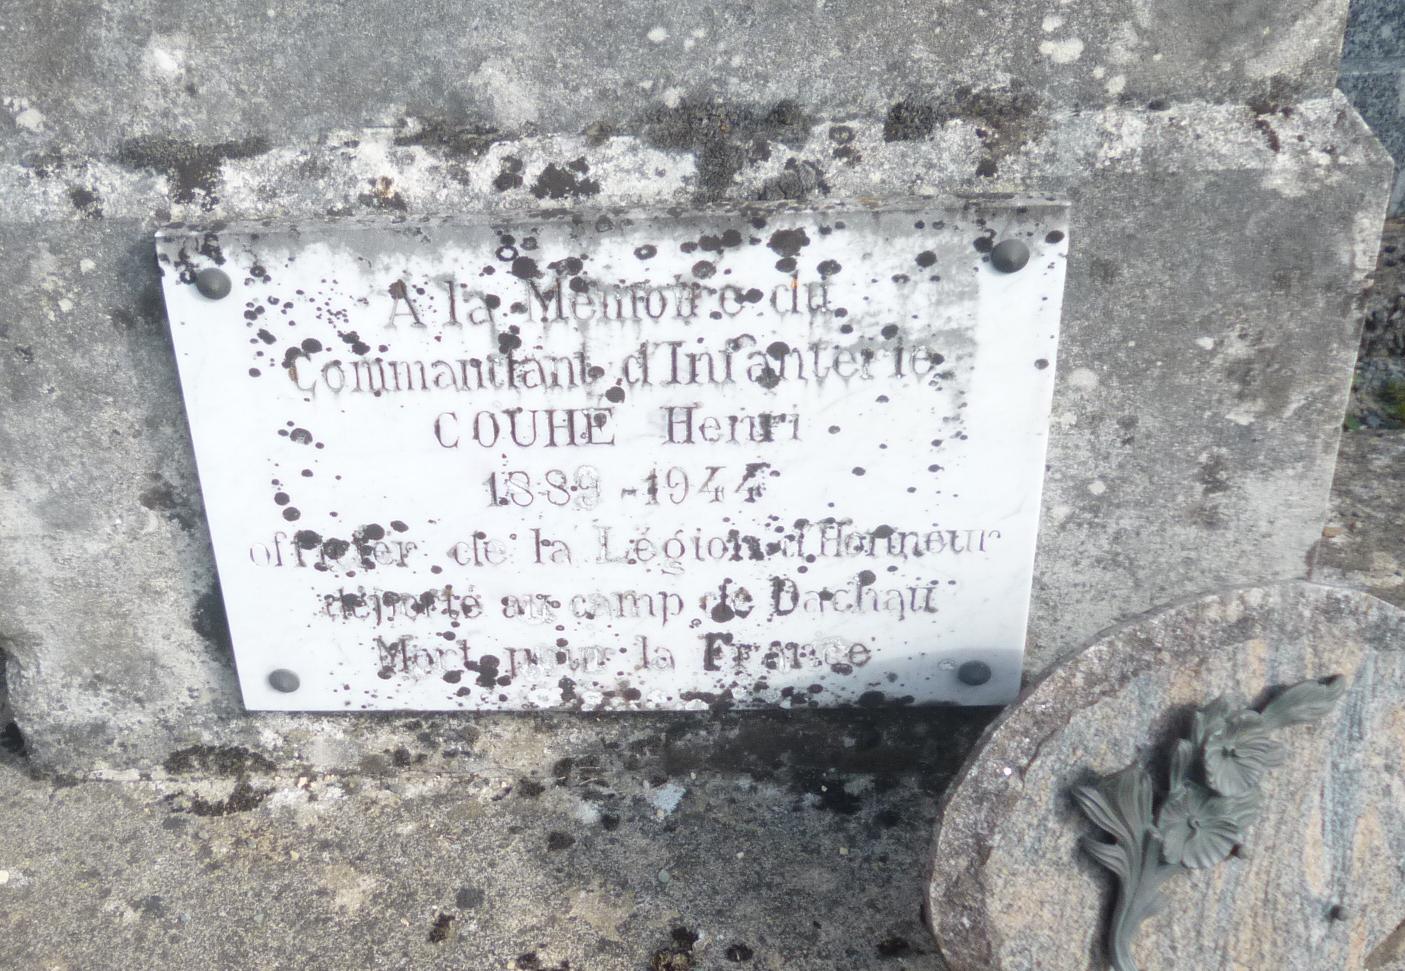 A la Mémoire du
Commandant d'Infanterie
COUHÉ Henri
1889-1944
officier de la Légion d'Honneur
déporté au camp de Dachau
Mort pour la France